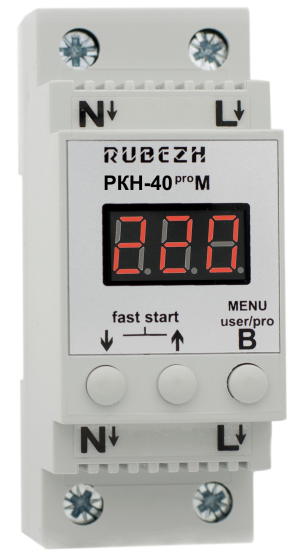 N↓ L↓
RUBEZH
РКН-40 pro М
220
MENU
fast start user/pro
↓ ↑ B
N↓ L↓